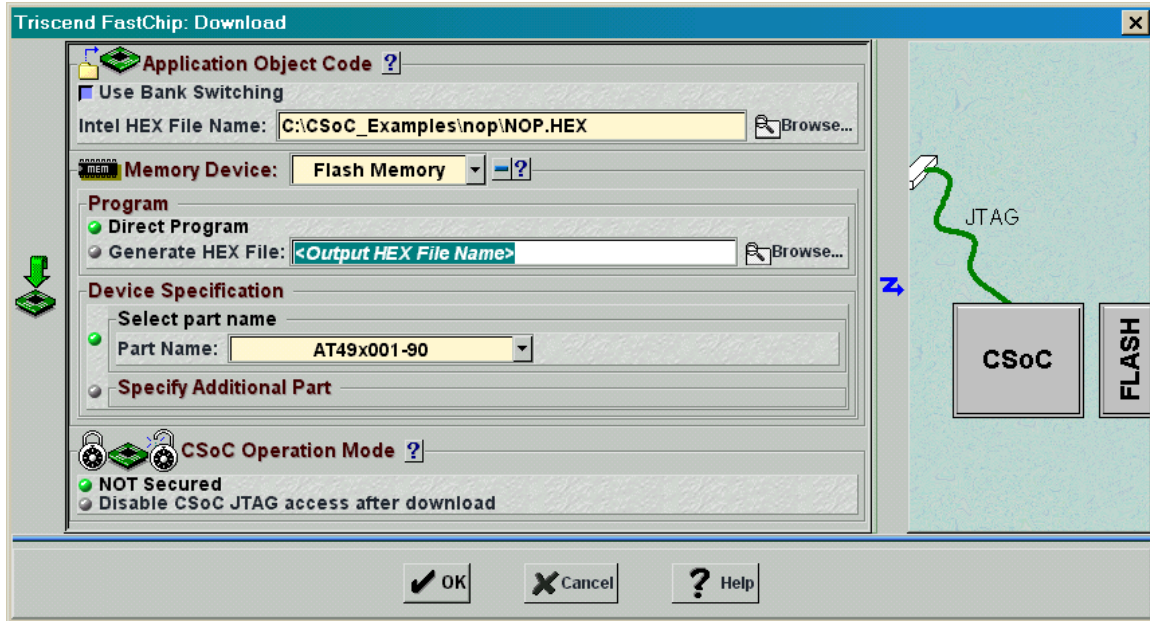 Triscend FastChip: Download
Application Object Code ?
Use Bank Switching
Intel HEX File Name: C:\CSoC_Examples\nop\NOP.HEX Browse...
MEM Memory Device: Flash Memory ?
Program
Direct Program
Generate HEX File: <Output HEX File Name> Browse...
Device Specification
Select part name
Part Name: AT49x001-90
Specify Additional Part
CSoC Operation Mode ?
NOT Secured
Disable CSoC JTAG access after download
JTAG
CSoC
FLASH
OK Cancel ? Help